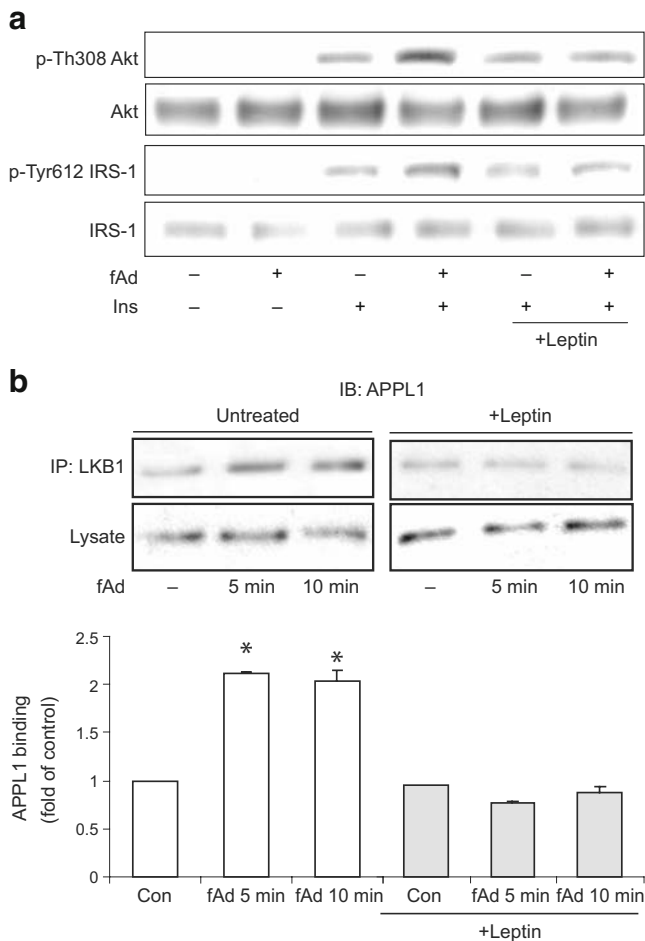 a
p-Th308 Akt
Akt
p-Tyr612 IRS-1
IRS-1
fAd – + – + – +
Ins – – + + + +
+Leptin
b
IB: APPL1
Untreated +Leptin
IP: LKB1
Lysate
fAd – 5 min 10 min – 5 min 10 min
APPL1 binding
(fold of control)
2.5
2
1.5
1
0.5
0
* *
Con fAd 5 min fAd 10 min Con fAd 5 min fAd 10 min
+Leptin